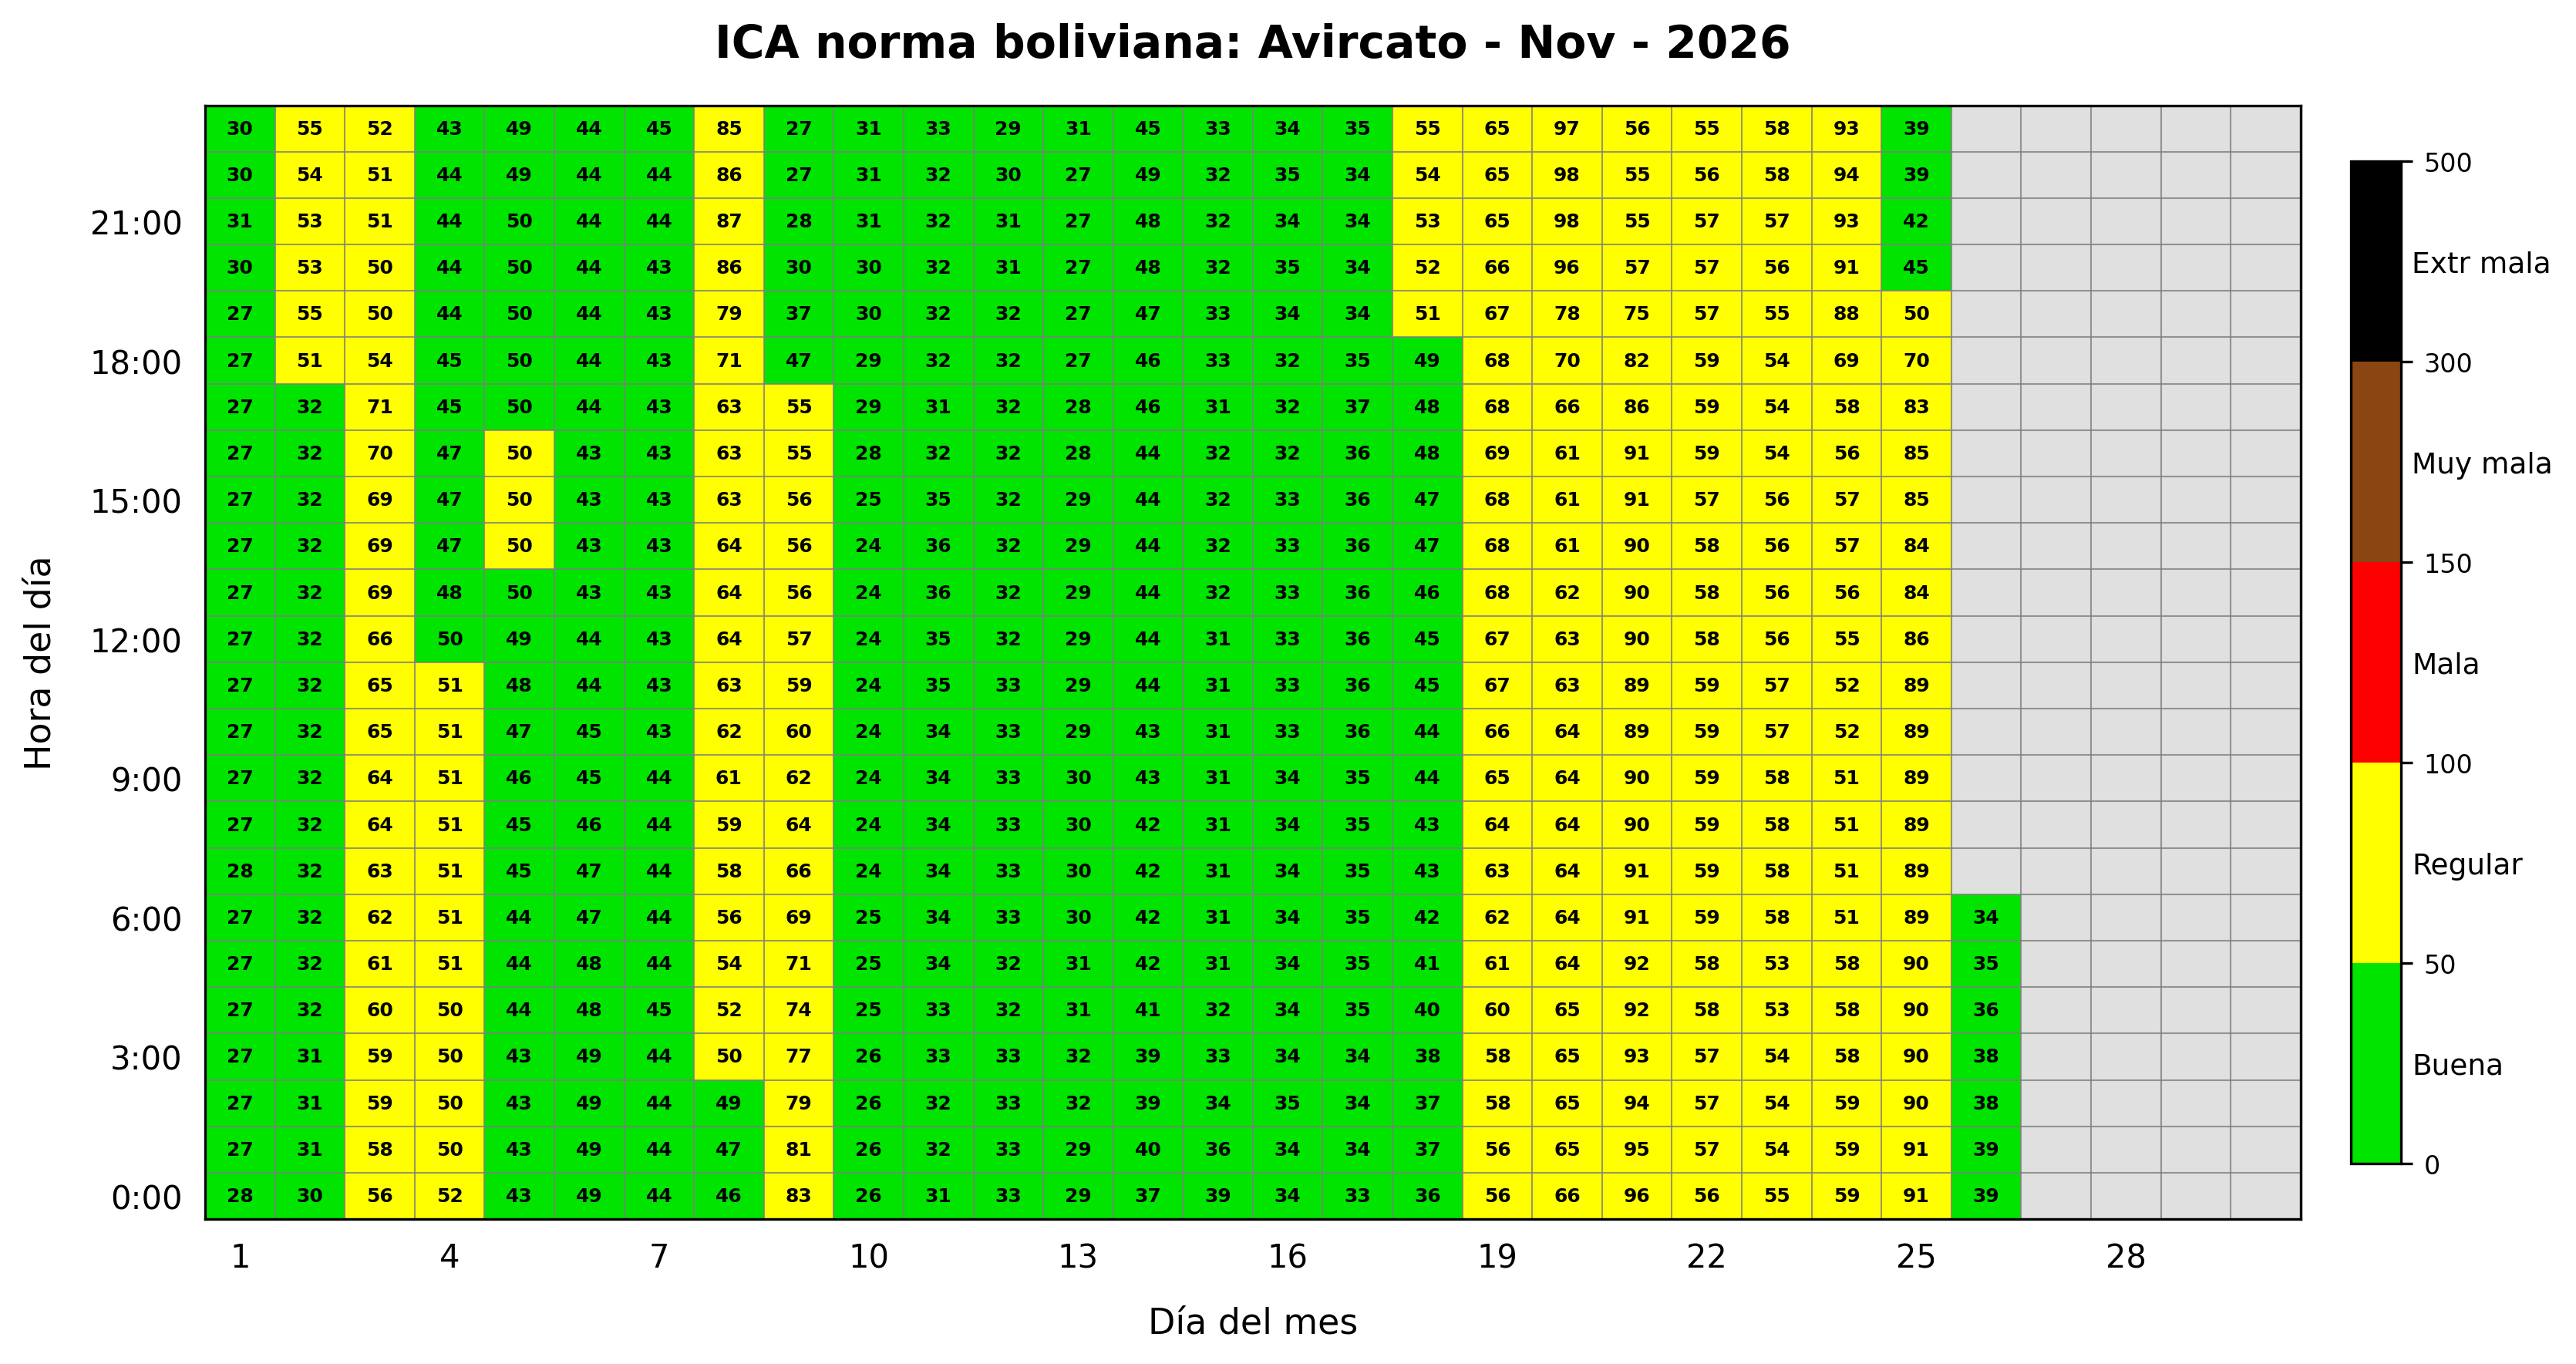 ICA norma boliviana: Avircato - Nov - 2026
30 55 52 43 49 44 45 85 27 31 33 29 31 45 33 34 35 55 65 97 56 55 58 93 39
30 54 51 44 49 44 44 86 27 31 32 30 27 49 32 35 34 54 65 98 55 56 58 94 39
21:00 31 53 51 44 50 44 44 87 28 31 32 31 27 48 32 34 34 53 65 98 55 57 57 93 42
30 53 50 44 50 44 43 86 30 30 32 31 27 48 32 35 34 52 66 96 57 57 56 91 45
27 55 50 44 50 44 43 79 37 30 32 32 27 47 33 34 34 51 67 78 75 57 55 88 50
18:00 27 51 54 45 50 44 43 71 47 29 32 32 27 46 33 32 35 49 68 70 82 59 54 69 70
27 32 71 45 50 44 43 63 55 29 31 32 28 46 31 32 37 48 68 66 86 59 54 58 83
27 32 70 47 50 43 43 63 55 28 32 32 28 44 32 32 36 48 69 61 91 59 54 56 85
15:00 27 32 69 47 50 43 43 63 56 25 35 32 29 44 32 33 36 47 68 61 91 57 56 57 85
27 32 69 47 50 43 43 64 56 24 36 32 29 44 32 33 36 47 68 61 90 58 56 57 84
27 32 69 48 50 43 43 64 56 24 36 32 29 44 32 33 36 46 68 62 90 58 56 56 84
12:00 27 32 66 50 49 44 43 64 57 24 35 32 29 44 31 33 36 45 67 63 90 58 56 55 86
27 32 65 51 48 44 43 63 59 24 35 33 29 44 31 33 36 45 67 63 89 59 57 52 89
27 32 65 51 47 45 43 62 60 24 34 33 29 43 31 33 36 44 66 64 89 59 57 52 89
9:00 27 32 64 51 46 45 44 61 62 24 34 33 30 43 31 34 35 44 65 64 90 59 58 51 89
27 32 64 51 45 46 44 59 64 24 34 33 30 42 31 34 35 43 64 64 90 59 58 51 89
28 32 63 51 45 47 44 58 66 24 34 33 30 42 31 34 35 43 63 64 91 59 58 51 89
6:00 27 32 62 51 44 47 44 56 69 25 34 33 30 42 31 34 35 42 62 64 91 59 58 51 89 34
27 32 61 51 44 48 44 54 71 25 34 32 31 42 31 34 35 41 61 64 92 58 53 58 90 35
27 32 60 50 44 48 45 52 74 25 33 32 31 41 32 34 35 40 60 65 92 58 53 58 90 36
3:00 27 31 59 50 43 49 44 50 77 26 33 33 32 39 33 34 34 38 58 65 93 57 54 58 90 38
27 31 59 50 43 49 44 49 79 26 32 33 32 39 34 35 34 37 58 65 94 57 54 59 90 38
27 31 58 50 43 49 44 47 81 26 32 33 29 40 36 34 34 37 56 65 95 57 54 59 91 39
0:00 28 30 56 52 43 49 44 46 83 26 31 33 29 37 39 34 33 36 56 66 96 56 55 59 91 39
1 4 7 10 13 16 19 22 25 28
Día del mes
Hora del día
500
Extr mala
300
Muy mala
150
Mala
100
Regular
50
Buena
0